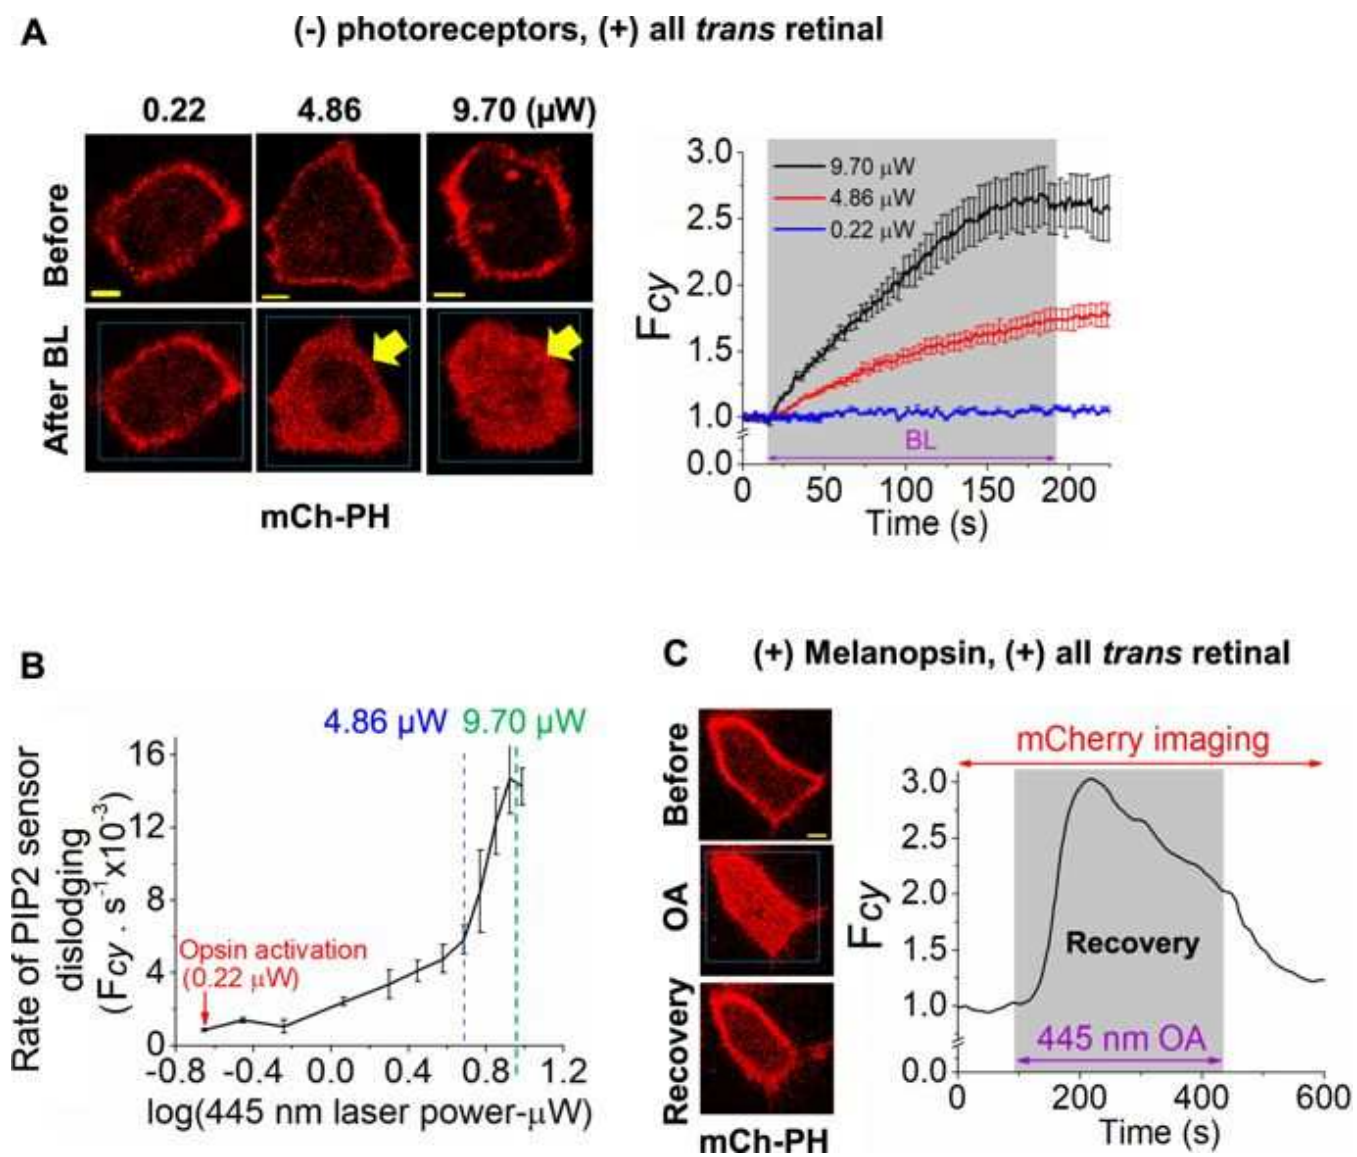 A
(-) photoreceptors, (+) all trans retinal
0.22 4.86 9.70 (µW)
Before
After BL
mCh-PH
3.0
2.5
2.0
1.5
1.0
0.0
Fcy
9.70 µW
4.86 µW
0.22 µW
BL
0 50 100 150 200
Time (s)
B
4.86 µW 9.70 µW
Rate of PIP2 sensor
dislodging
(Fcy . s-1x10-3)
16
12
8
4
0
Opsin activation
(0.22 µW)
-0.8 -0.4 0.0 0.4 0.8 1.2
log(445 nm laser power-µW)
C
(+) Melanopsin, (+) all trans retinal
Before
OA
Recovery
mCh-PH
mCherry imaging
3.0
2.5
2.0
1.5
1.0
0.0
Fcy
Recovery
445 nm OA
0 200 400 600
Time (s)